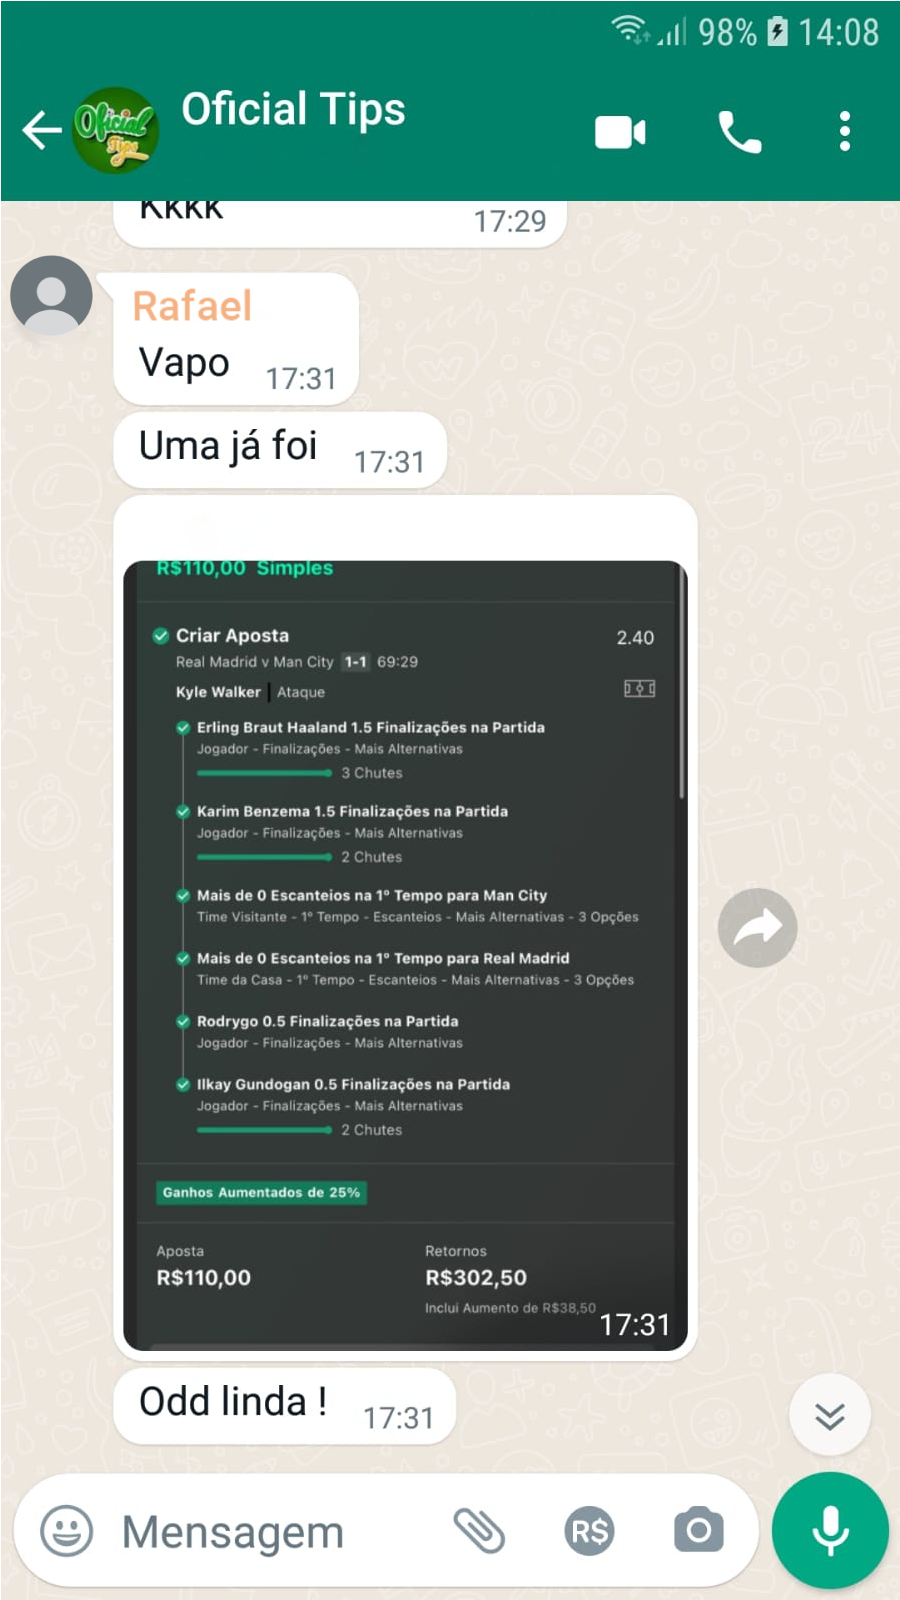 98% 14:08
Oficial Tips
Oficial Tips
Kkkk 17:29
Rafael
Vapo 17:31
Uma já foi 17:31
R$110,00 Simples
Criar Aposta 2.40
Real Madrid v Man City 1-1 69:29
Kyle Walker Ataque
Erling Braut Haaland 1.5 Finalizações na Partida
Jogador - Finalizações - Mais Alternativas
3 Chutes
Karim Benzema 1.5 Finalizações na Partida
Jogador - Finalizações - Mais Alternativas
2 Chutes
Mais de 0 Escanteios na 1º Tempo para Man City
Time Visitante - 1º Tempo - Escanteios - Mais Alternativas - 3 Opções
Mais de 0 Escanteios na 1º Tempo para Real Madrid
Time da Casa - 1º Tempo - Escanteios - Mais Alternativas - 3 Opções
Rodrygo 0.5 Finalizações na Partida
Jogador - Finalizações - Mais Alternativas
Ilkay Gundogan 0.5 Finalizações na Partida
Jogador - Finalizações - Mais Alternativas
2 Chutes
Ganhos Aumentados de 25%
Aposta Retornos
R$110,00 R$302,50
Inclui Aumento de R$38,50
17:31
Odd linda ! 17:31
Mensagem R$